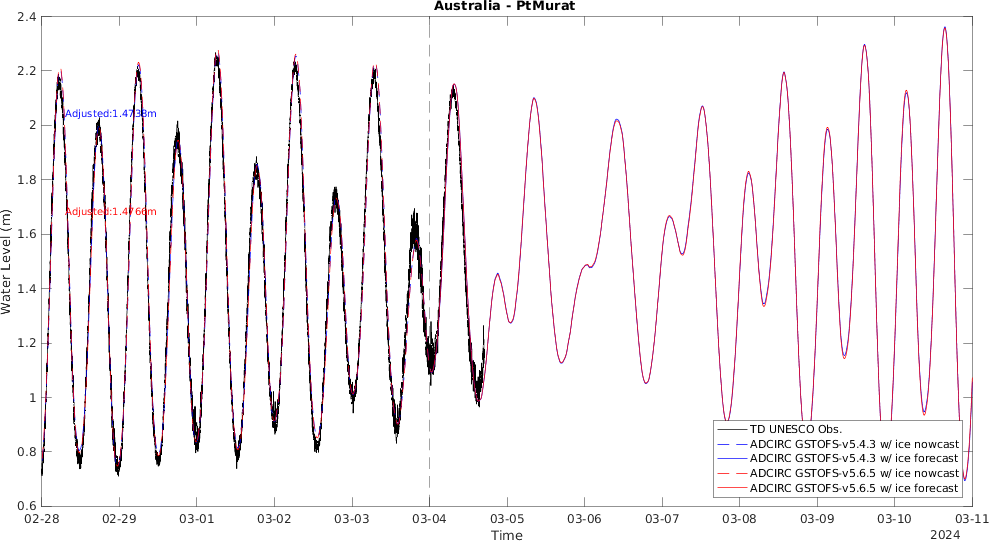 Australia - PtMurat
2.4
2.2
2
1.8
1.6
1.4
1.2
1
0.8
0.6
Water Level (m)
Adjusted:1.4733m
Adjusted:1.4766m
TD UNESCO Obs.
ADCIRC GSTOFS-v5.4.3 w/ ice nowcast
ADCIRC GSTOFS-v5.4.3 w/ ice forecast
ADCIRC GSTOFS-v5.6.5 w/ ice nowcast
ADCIRC GSTOFS-v5.6.5 w/ ice forecast
02-28 02-29 03-01 03-02 03-03 03-04 03-05 03-06 03-07 03-08 03-09 03-10 03-11
Time
2024